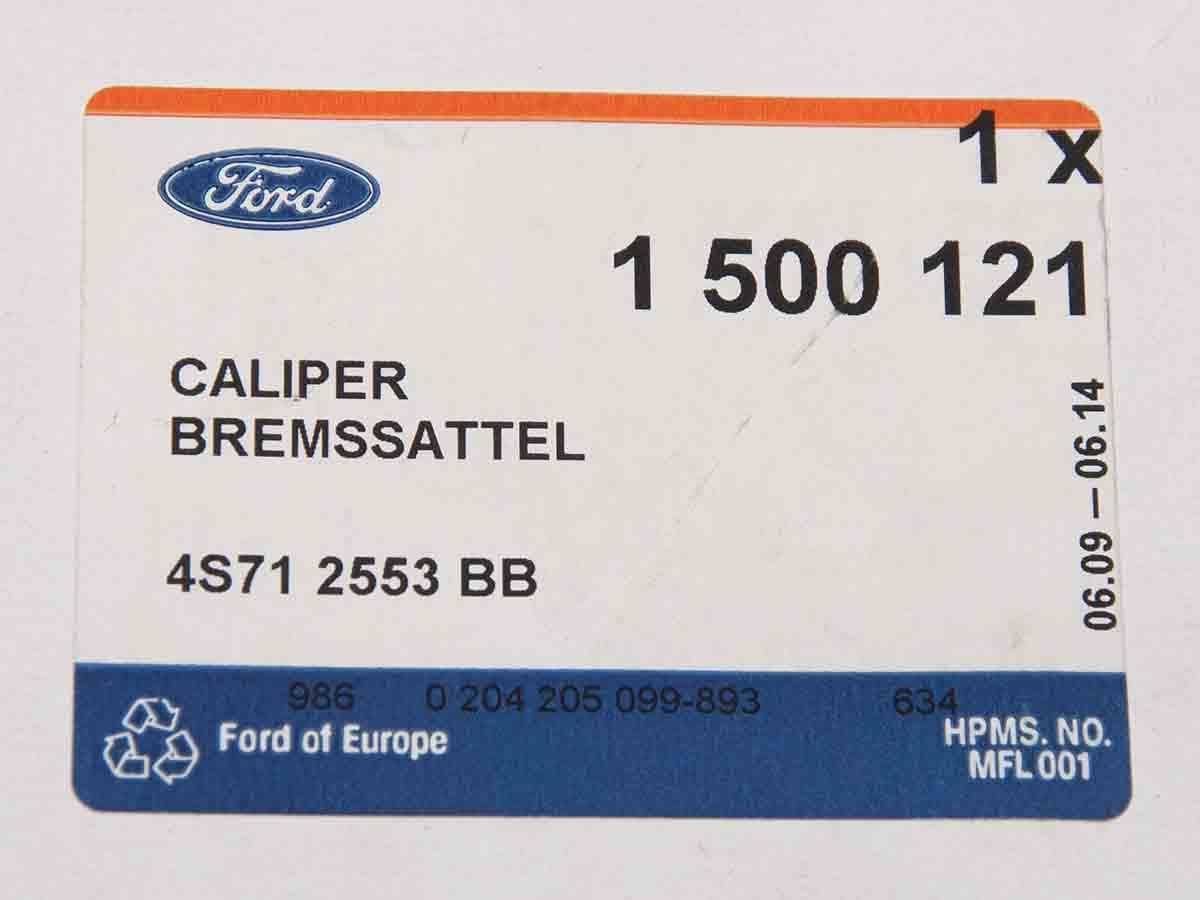 1 x
Ford
1 500 121
CALIPER
BREMSSATTEL
06.09 – 06.14
4S71 2553 BB
986 0 204 205 099-893 634
Ford of Europe
HPMS. NO.
MFL 001